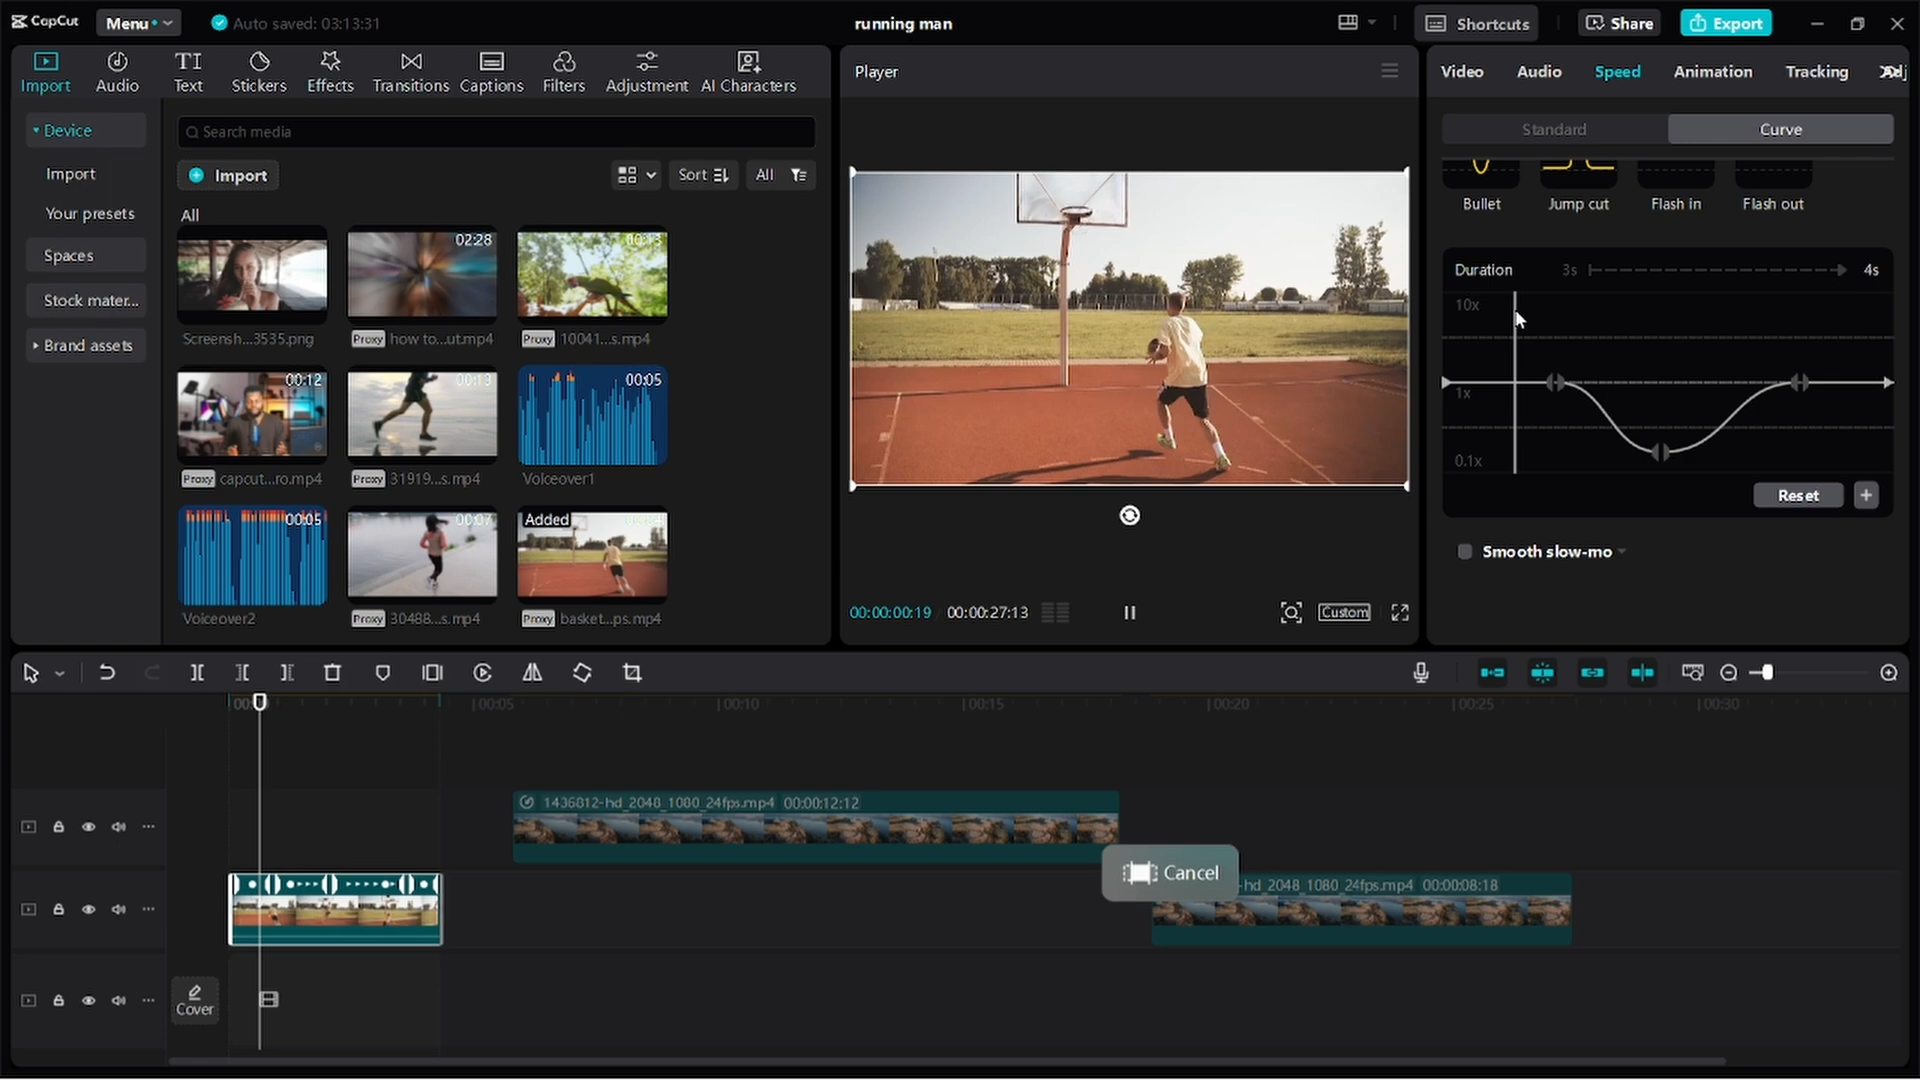 CapCut Menu Auto saved: 03:13:31 running man Shortcuts Share Export
Import Audio Text Stickers Effects Transitions Captions Filters Adjustment AI Characters
Device
Import
Your presets
Spaces
Stock mater...
Brand assets
Search media
Import Sort All
All
02:28 00:13
Screensh...3535.png Proxy how to...ut.mp4 Proxy 10041...s.mp4
00:12 00:13 00:05
Proxy capcut...ro.mp4 Proxy 31919...s.mp4 Voiceover1
00:05 00:07 Added
Voiceover2 Proxy 30488...s.mp4 Proxy basket...ps.mp4
Player
00:00:00:19 00:00:27:13 Custom
Video Audio Speed Animation Tracking
Standard Curve
Bullet Jump cut Flash in Flash out
Duration 3s 4s
10x
1x
0.1x
Reset
Smooth slow-mo
00:05 00:10 00:15 00:20 00:25 00:30
1436812-hd_2048_1080_24fps.mp4 00:00:12:12
Cancel
-hd_2048_1080_24fps.mp4 00:00:08:18
Cover